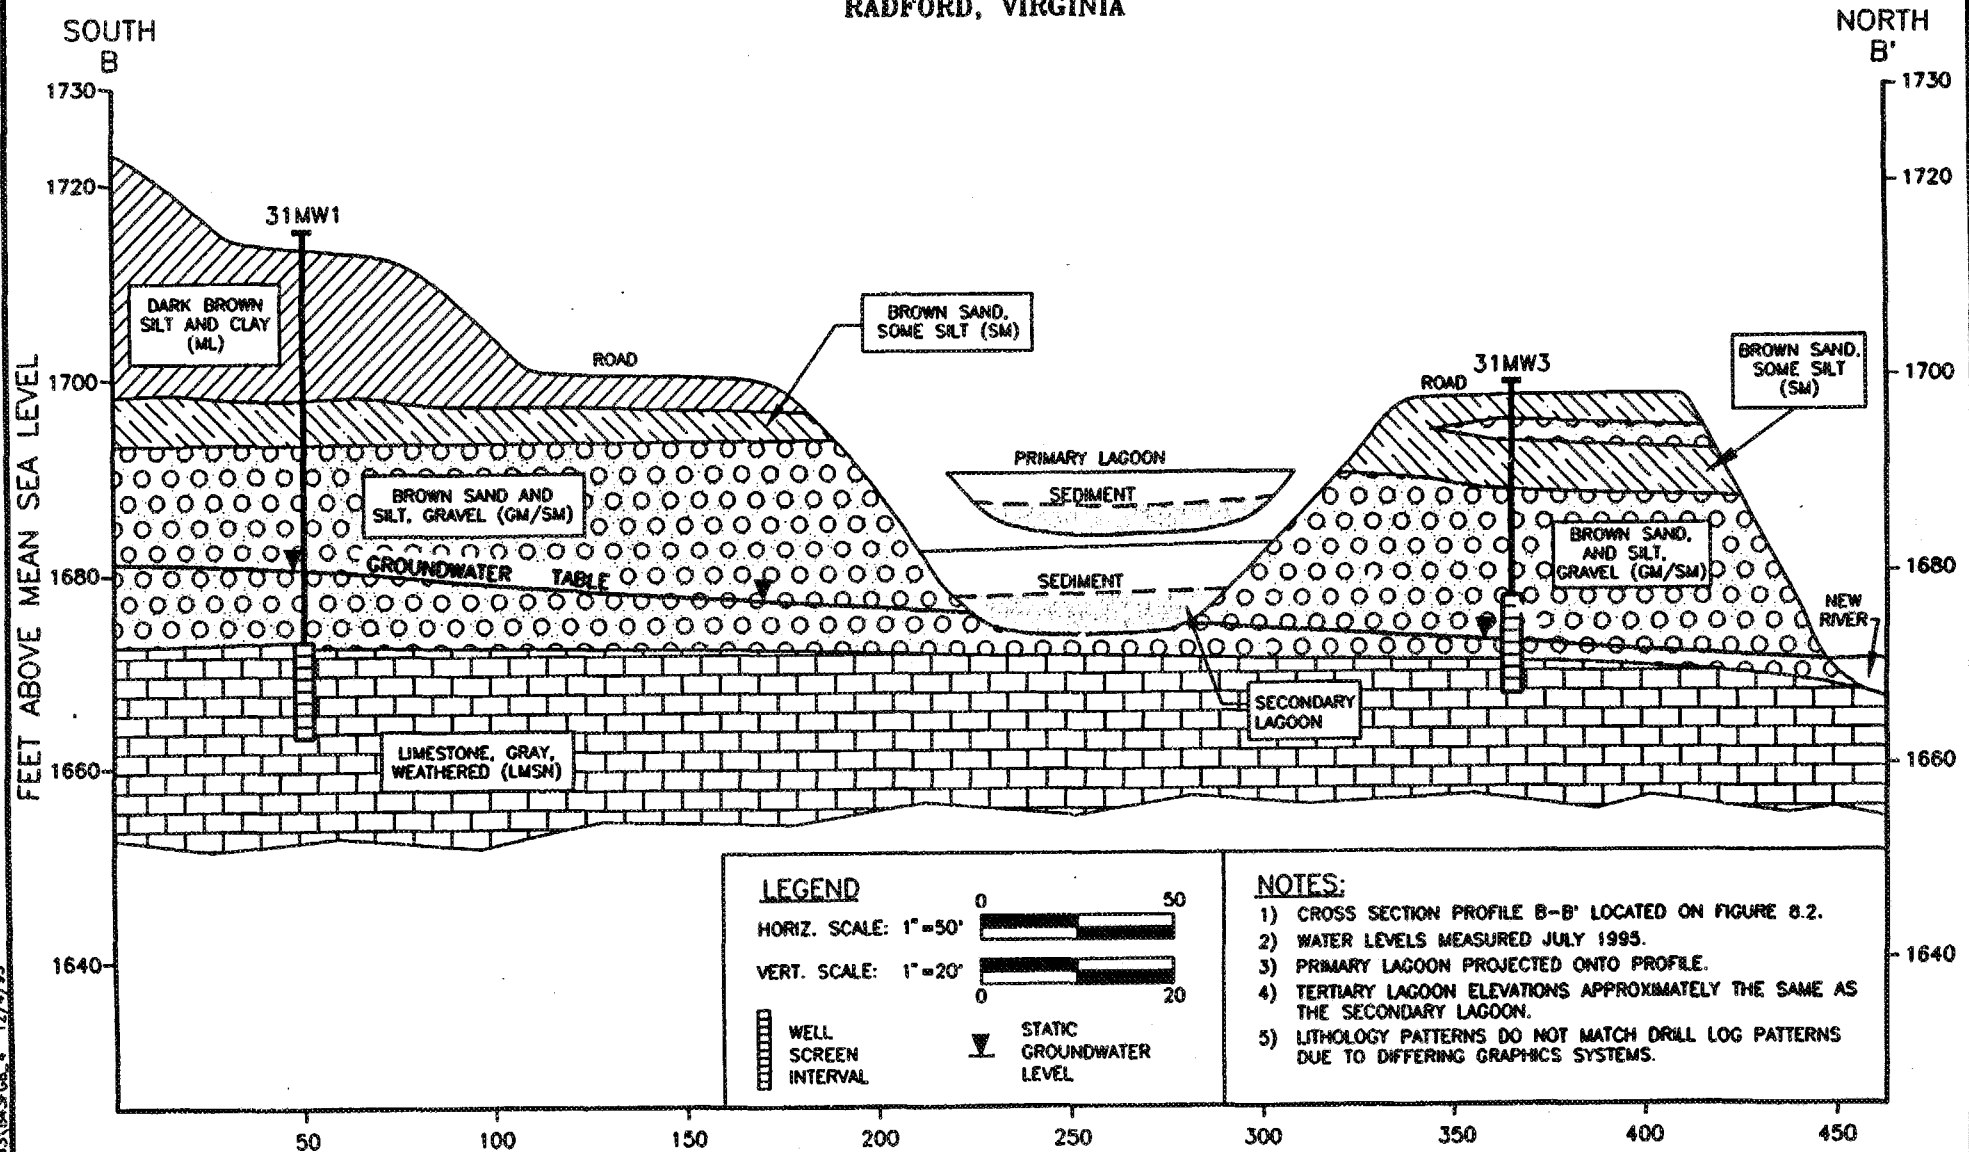 RADFORD, VIRGINIA
SOUTH
B
NORTH
B'
1730
1720
1700
1680
1660
1640
FEET ABOVE MEAN SEA LEVEL
1730
1720
1700
1680
1660
1640
31MW1
DARK BROWN
SILT AND CLAY
(ML)
ROAD
BROWN SAND,
SOME SILT (SM)
31MW3
ROAD
BROWN SAND,
SOME SILT
(SM)
PRIMARY LAGOON
SEDIMENT
BROWN SAND AND
SILT, GRAVEL (GM/SM)
BROWN SAND,
AND SILT,
GRAVEL (GM/SM)
GROUNDWATER TABLE
SEDIMENT
NEW
RIVER
SECONDARY
LAGOON
LIMESTONE, GRAY,
WEATHERED (LMSN)
LEGEND
0 50
HORIZ. SCALE: 1"=50'
VERT. SCALE: 1"=20'
0 20
WELL
SCREEN
INTERVAL
STATIC
GROUNDWATER
LEVEL
NOTES:
1) CROSS SECTION PROFILE B-B' LOCATED ON FIGURE 8.2.
2) WATER LEVELS MEASURED JULY 1995.
3) PRIMARY LAGOON PROJECTED ONTO PROFILE.
4) TERTIARY LAGOON ELEVATIONS APPROXIMATELY THE SAME AS
THE SECONDARY LAGOON.
5) LITHOLOGY PATTERNS DO NOT MATCH DRILL LOG PATTERNS
DUE TO DIFFERING GRAPHICS SYSTEMS.
50 100 150 200 250 300 350 400 450